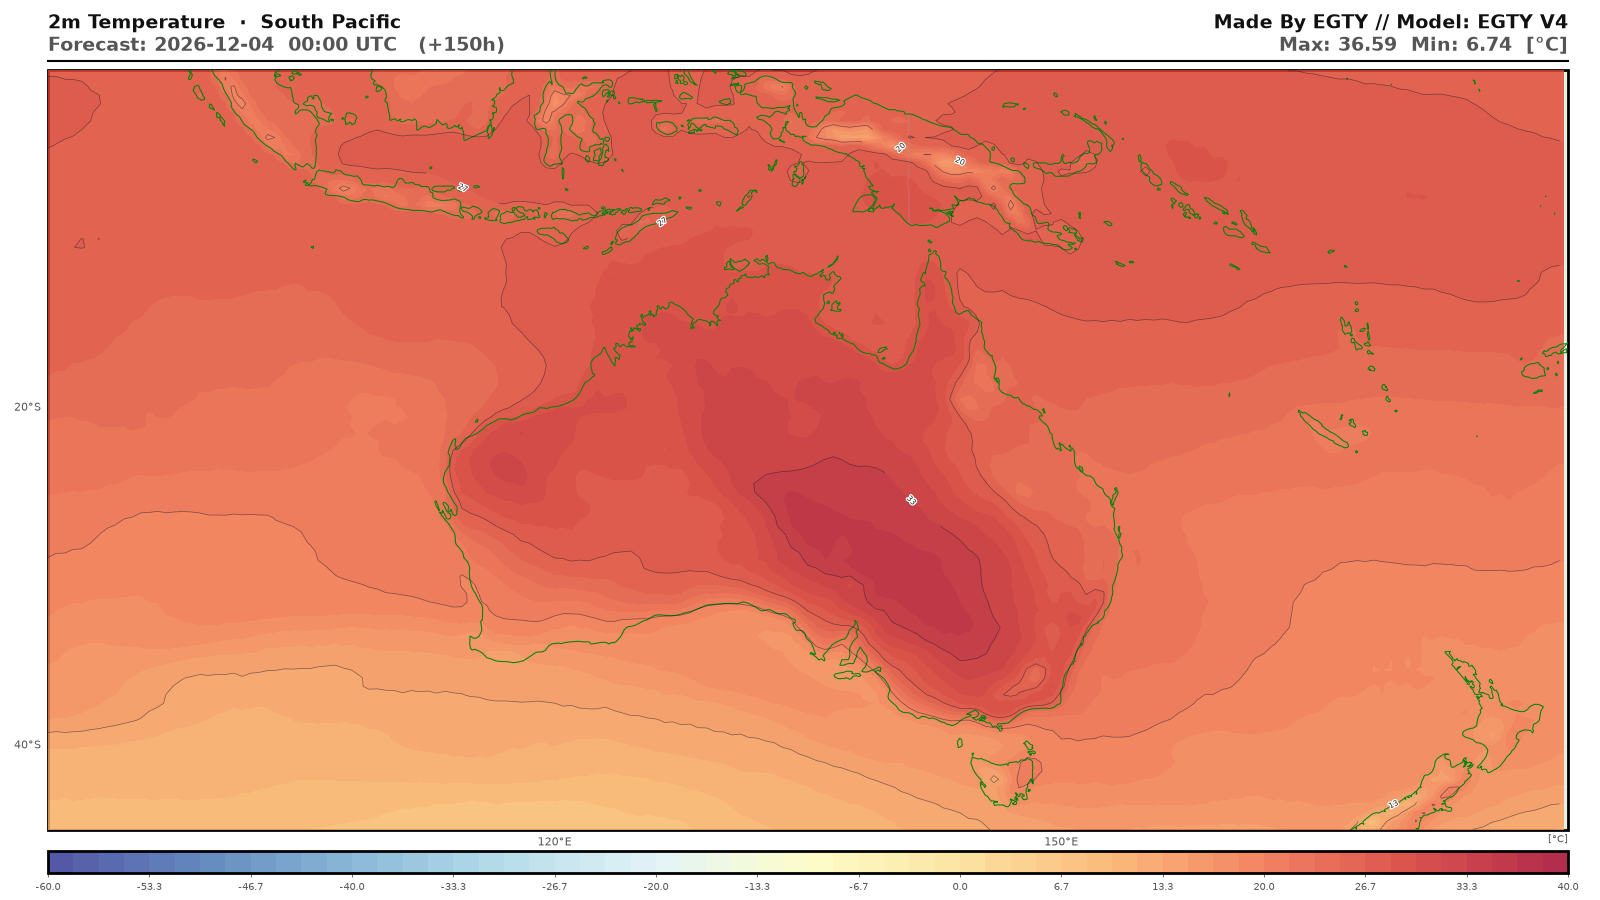 2m Temperature · South Pacific
Made By EGTY // Model: EGTY V4
Forecast: 2026-12-04 00:00 UTC (+150h)
Max: 36.59 Min: 6.74 [°C]
20
20
27
27
20°S
33
40°S
13
120°E
150°E
[°C]
-60.0
-53.3
-46.7
-40.0
-33.3
-26.7
-20.0
-13.3
-6.7
0.0
6.7
13.3
20.0
26.7
33.3
40.0